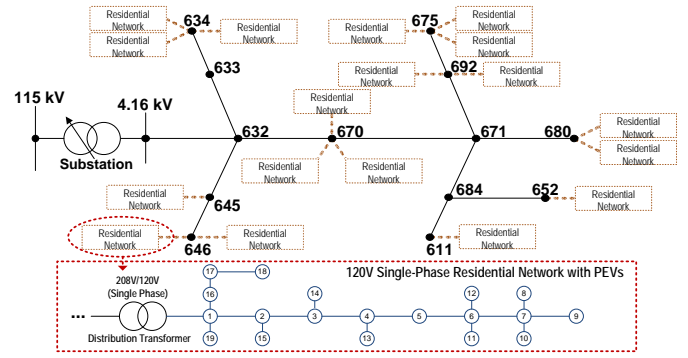 634
Residential
Network
Residential
Network
Residential
Network
633
675
Residential
Network
Residential
Network
Residential
Network
692
Residential
Network
Residential
Network
115 kV
4.16 kV
Substation
632
Residential
Network
670
Residential
Network
Residential
Network
671
680
Residential
Network
Residential
Network
645
Residential
Network
684
652
Residential
Network
Residential
Network
646
Residential
Network
611
Residential
Network
120V Single-Phase Residential Network with PEVs
208V/120V
(Single Phase)
...
Distribution Transformer
17
18
16
14
12
8
1
2
3
4
5
6
7
9
19
15
13
11
10